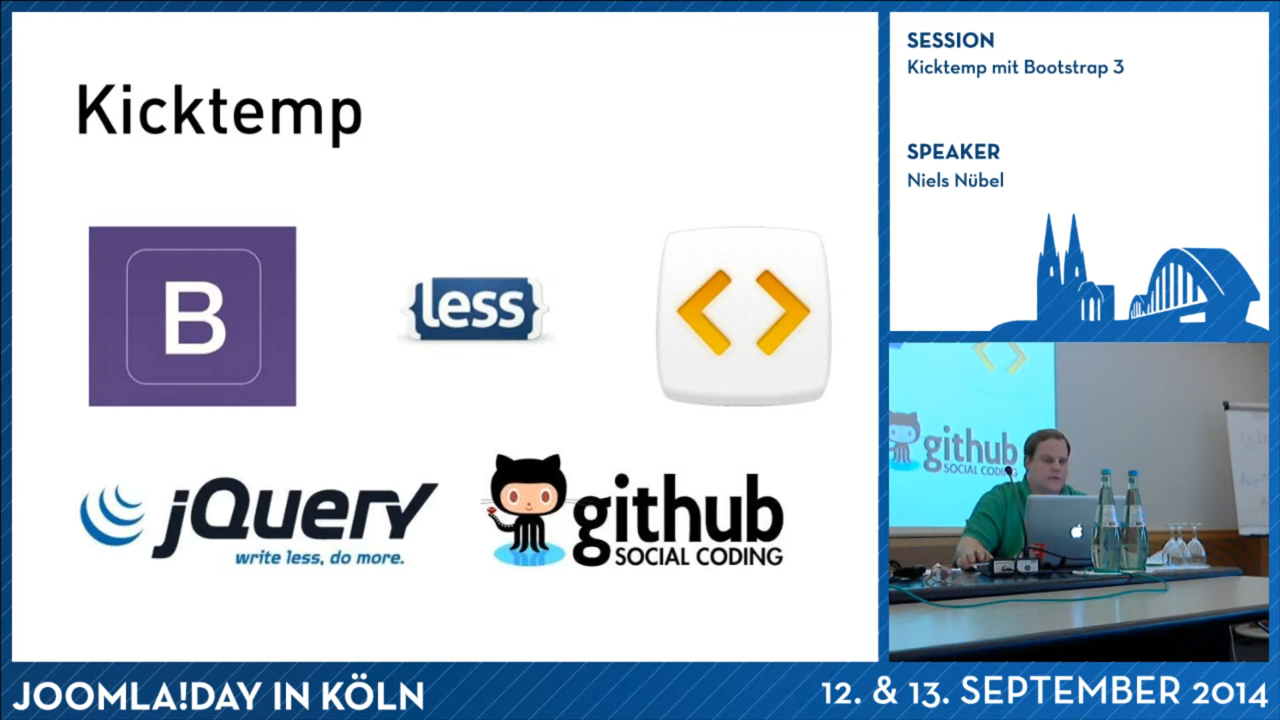 Kicktemp
B
{less}
jQuery
write less, do more.
github
SOCIAL CODING
SESSION
Kicktemp mit Bootstrap 3
SPEAKER
Niels Nübel
github
SOCIAL CODING
JOOMLA!DAY IN KÖLN
12. & 13. SEPTEMBER 2014